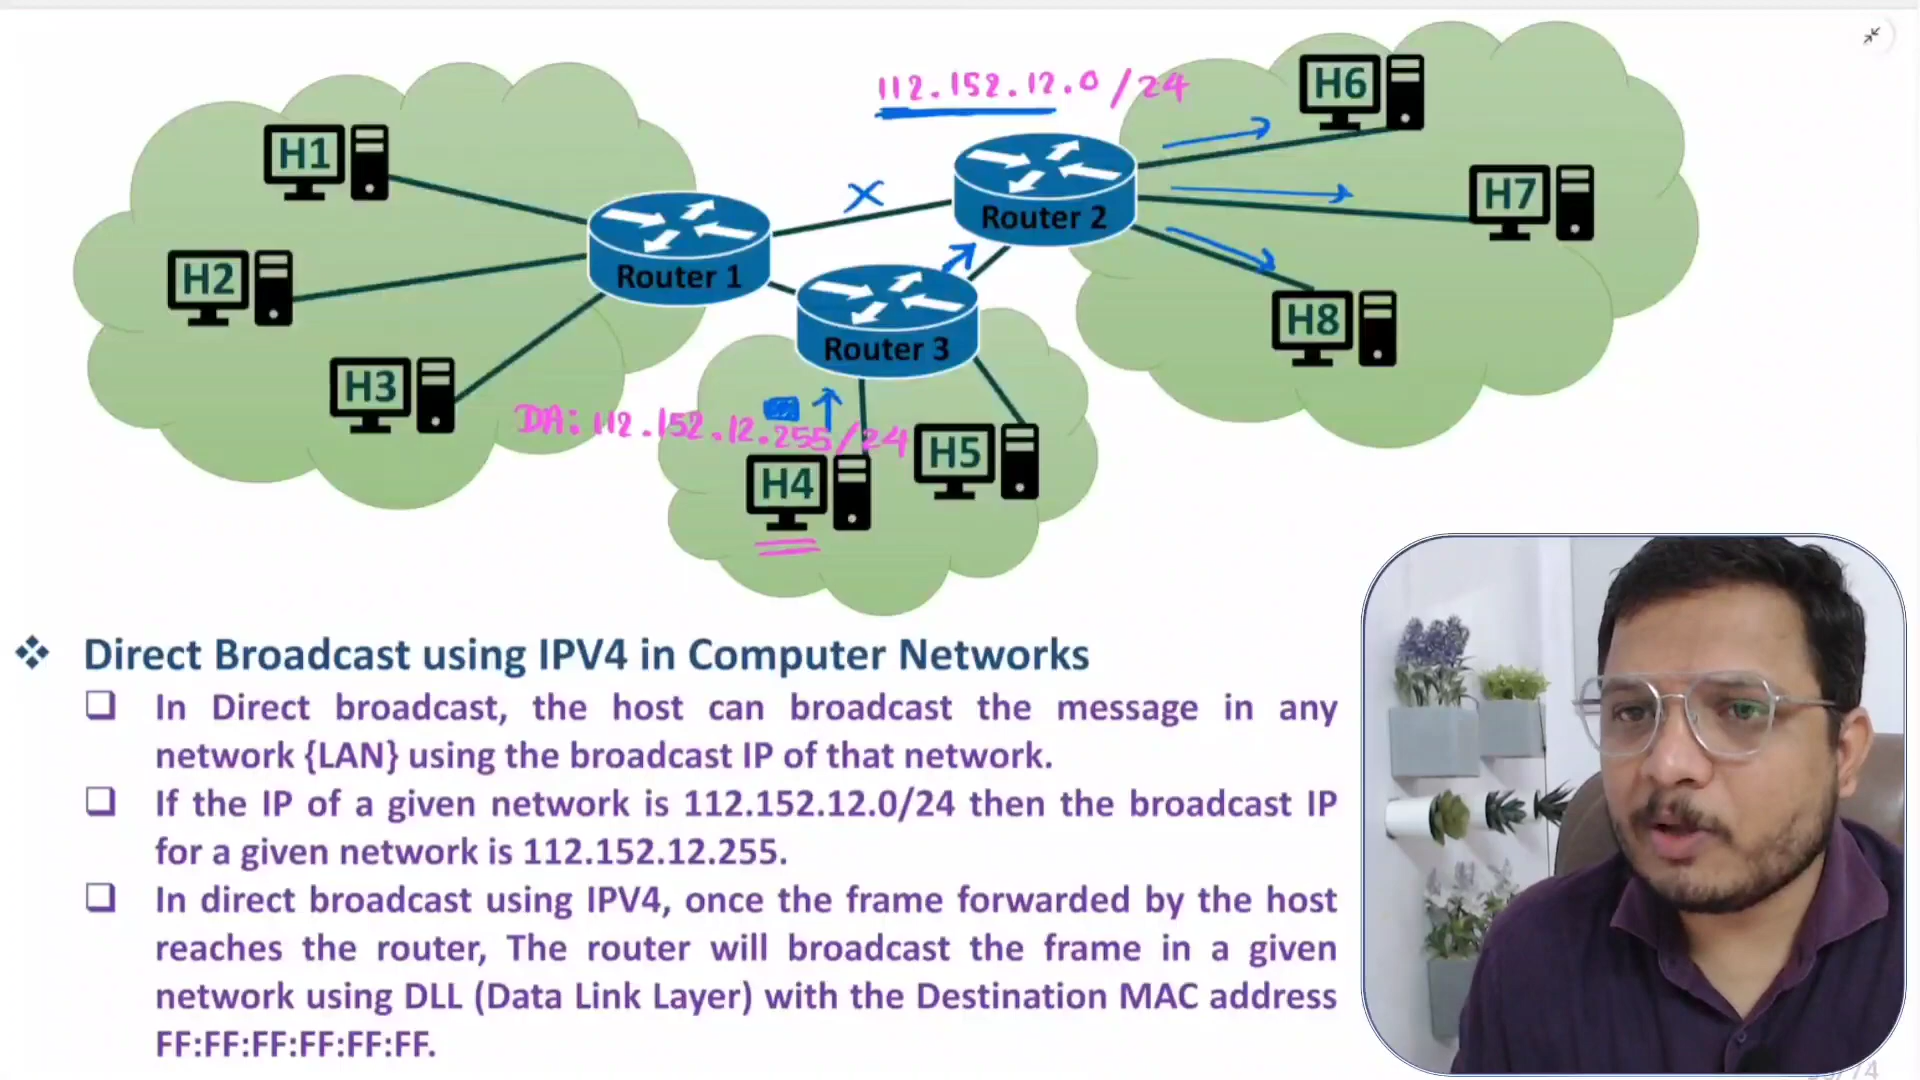 112.152.12.0/24
H6
H1
H7
Router 2
H2
Router 1
H8
Router 3
H3
DA: 112.152.12.255/24
H5
H4
Direct Broadcast using IPV4 in Computer Networks
In Direct broadcast, the host can broadcast the message in any
network {LAN} using the broadcast IP of that network.
If the IP of a given network is 112.152.12.0/24 then the broadcast IP
for a given network is 112.152.12.255.
In direct broadcast using IPV4, once the frame forwarded by the host
reaches the router, The router will broadcast the frame in a given
network using DLL (Data Link Layer) with the Destination MAC address
FF:FF:FF:FF:FF:FF.